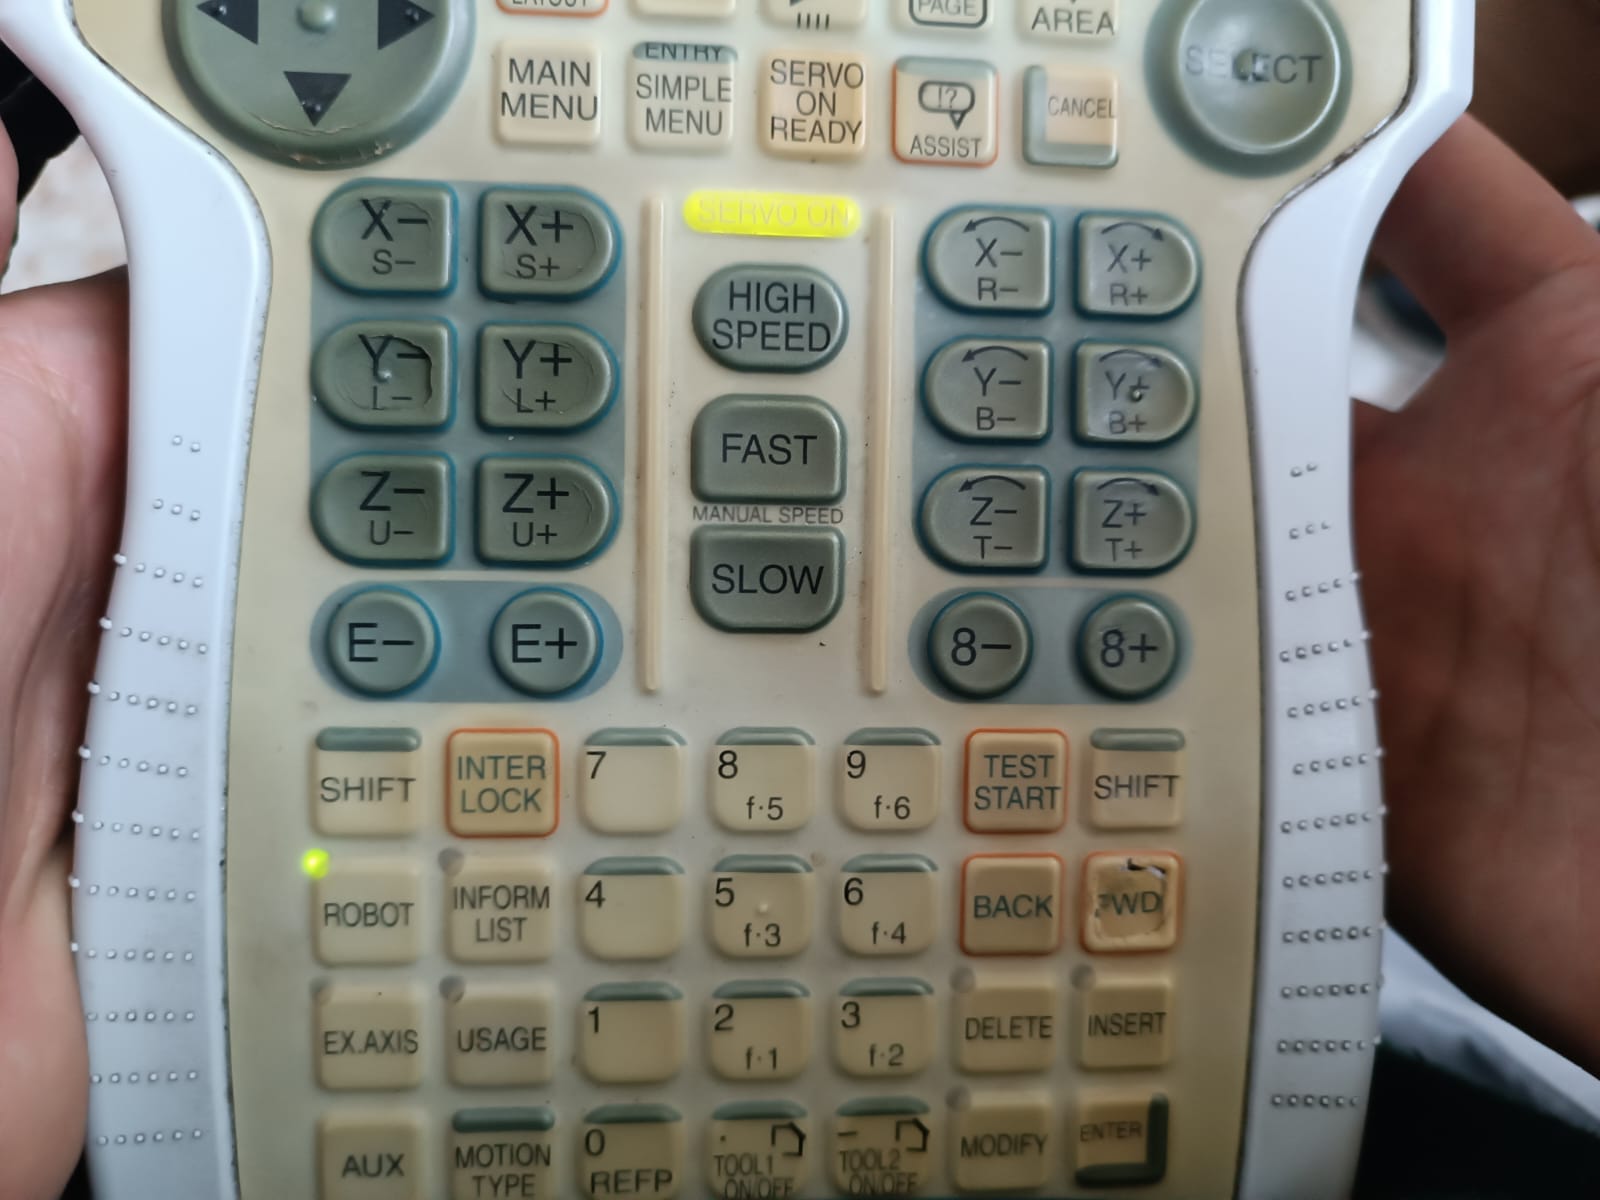 LAYOUT
PAGE
AREA
MAIN
MENU
ENTRY
SIMPLE
MENU
SERVO
ON
READY
!?
ASSIST
CANCEL
SELECT
X-
S-
X+
S+
SERVO ON
X-
R-
X+
R+
HIGH
SPEED
Y-
L-
Y+
L+
Y-
B-
Y+
B+
FAST
MANUAL SPEED
SLOW
Z-
U-
Z+
U+
Z-
T-
Z+
T+
E-
E+
8-
8+
SHIFT
INTER
LOCK
7
8
f·5
9
f·6
TEST
START
SHIFT
ROBOT
INFORM
LIST
4
5
f·3
6
f·4
BACK
FWD
EX.AXIS
USAGE
1
2
f·1
3
f·2
DELETE
INSERT
AUX
MOTION
TYPE
0
REFP
.
TOOL1
ON/OFF
-
TOOL2
ON/OFF
MODIFY
ENTER